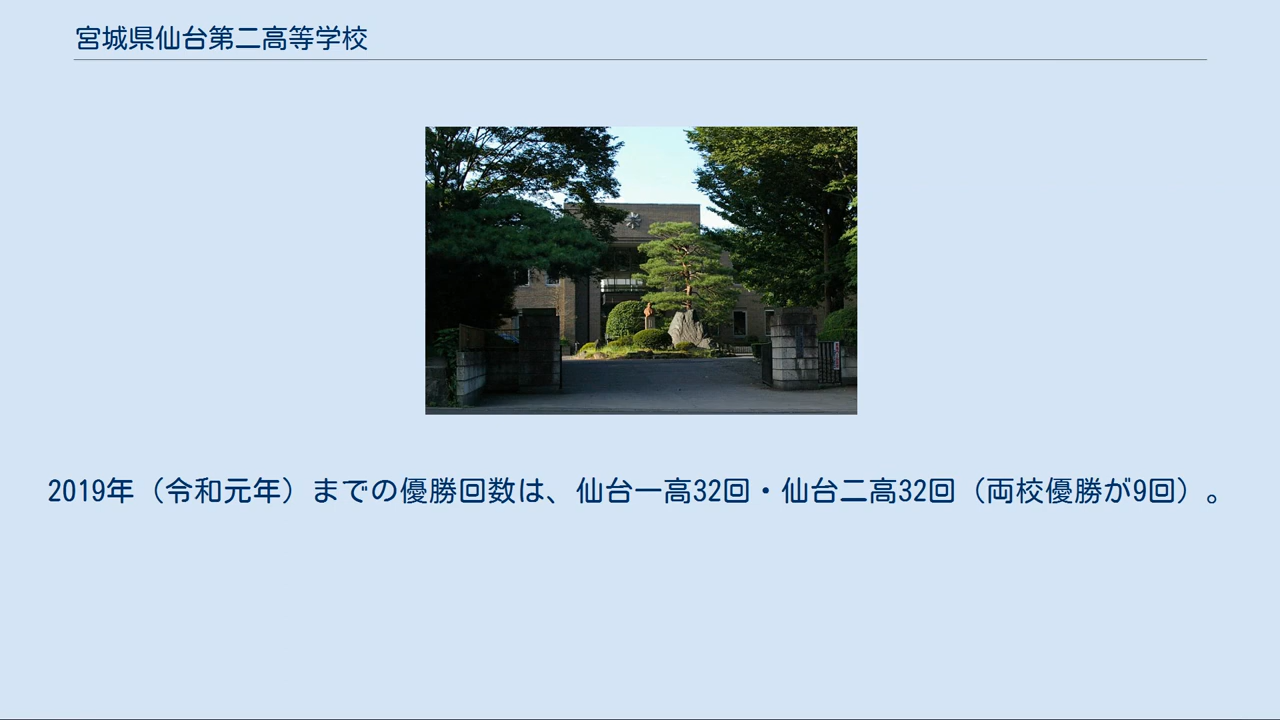 宮城県仙台第二高等学校
2019年（令和元年）までの優勝回数は、仙台一高32回・仙台二高32回（両校優勝が9回）。